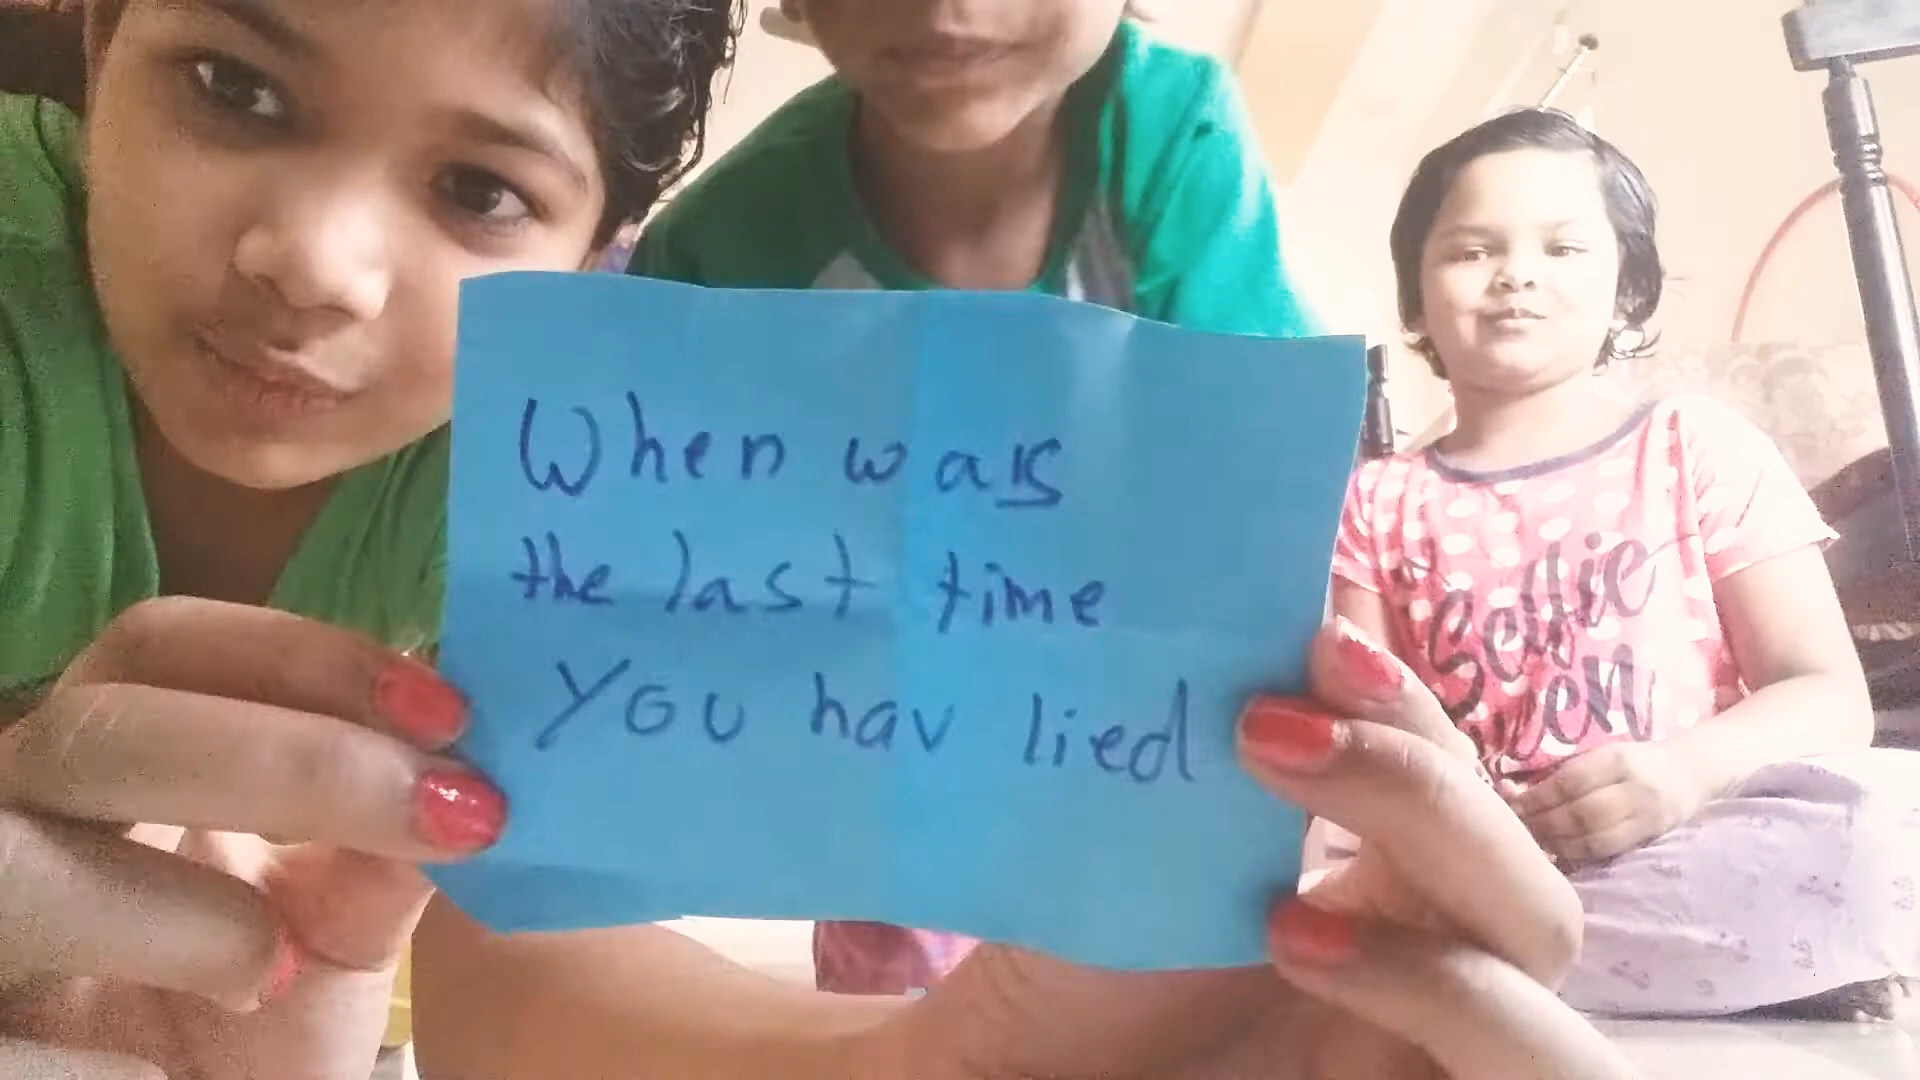 When was
the last time
you hav lied
Selfie